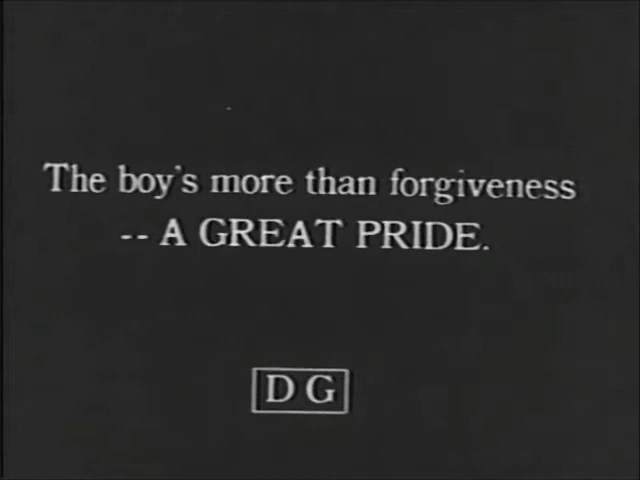 The boy's more than forgiveness
-- A GREAT PRIDE.
DG